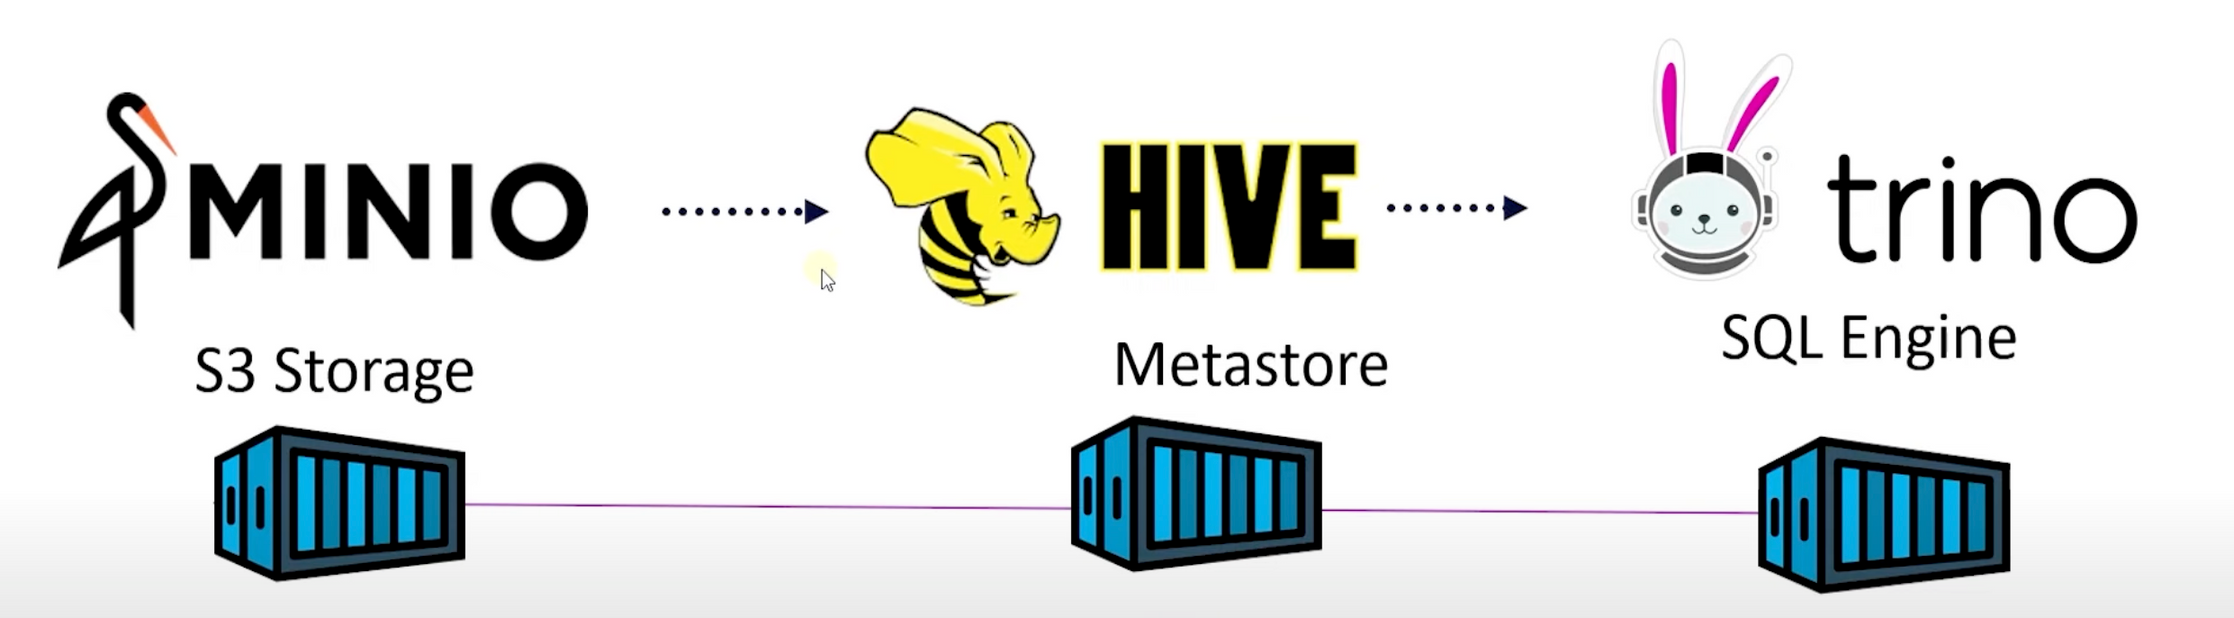 MINIO
HIVE
trino
S3 Storage
Metastore
SQL Engine